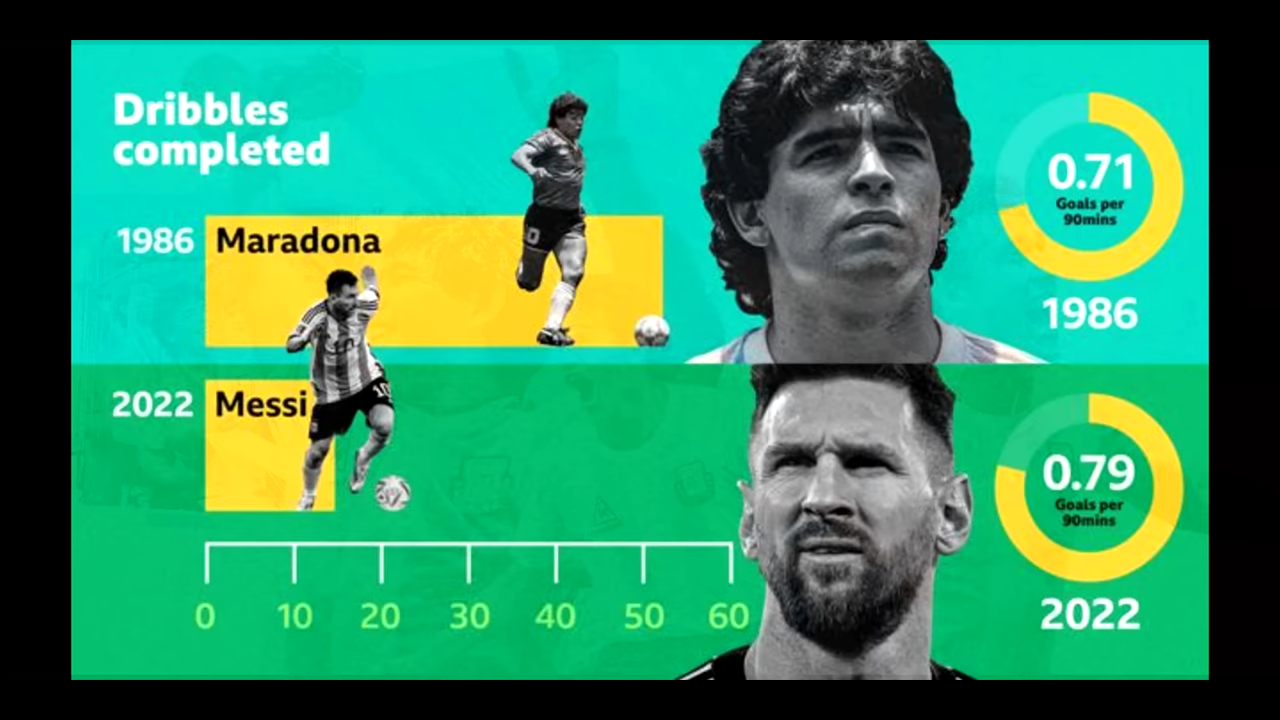 Dribbles
completed
1986 Maradona
2022 Messi
0 10 20 30 40 50 60
0.71
Goals per
90mins
1986
0.79
Goals per
90mins
2022
10